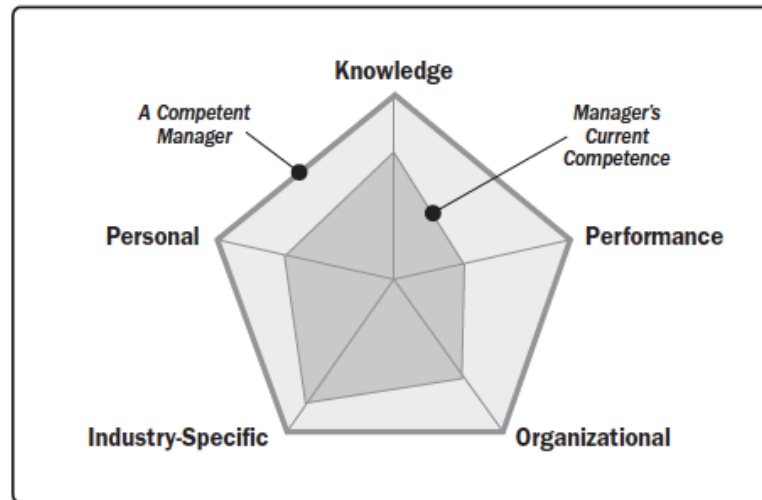 Knowledge
A Competent
Manager
Manager's
Current
Competence
Personal
Performance
Industry-Specific
Organizational